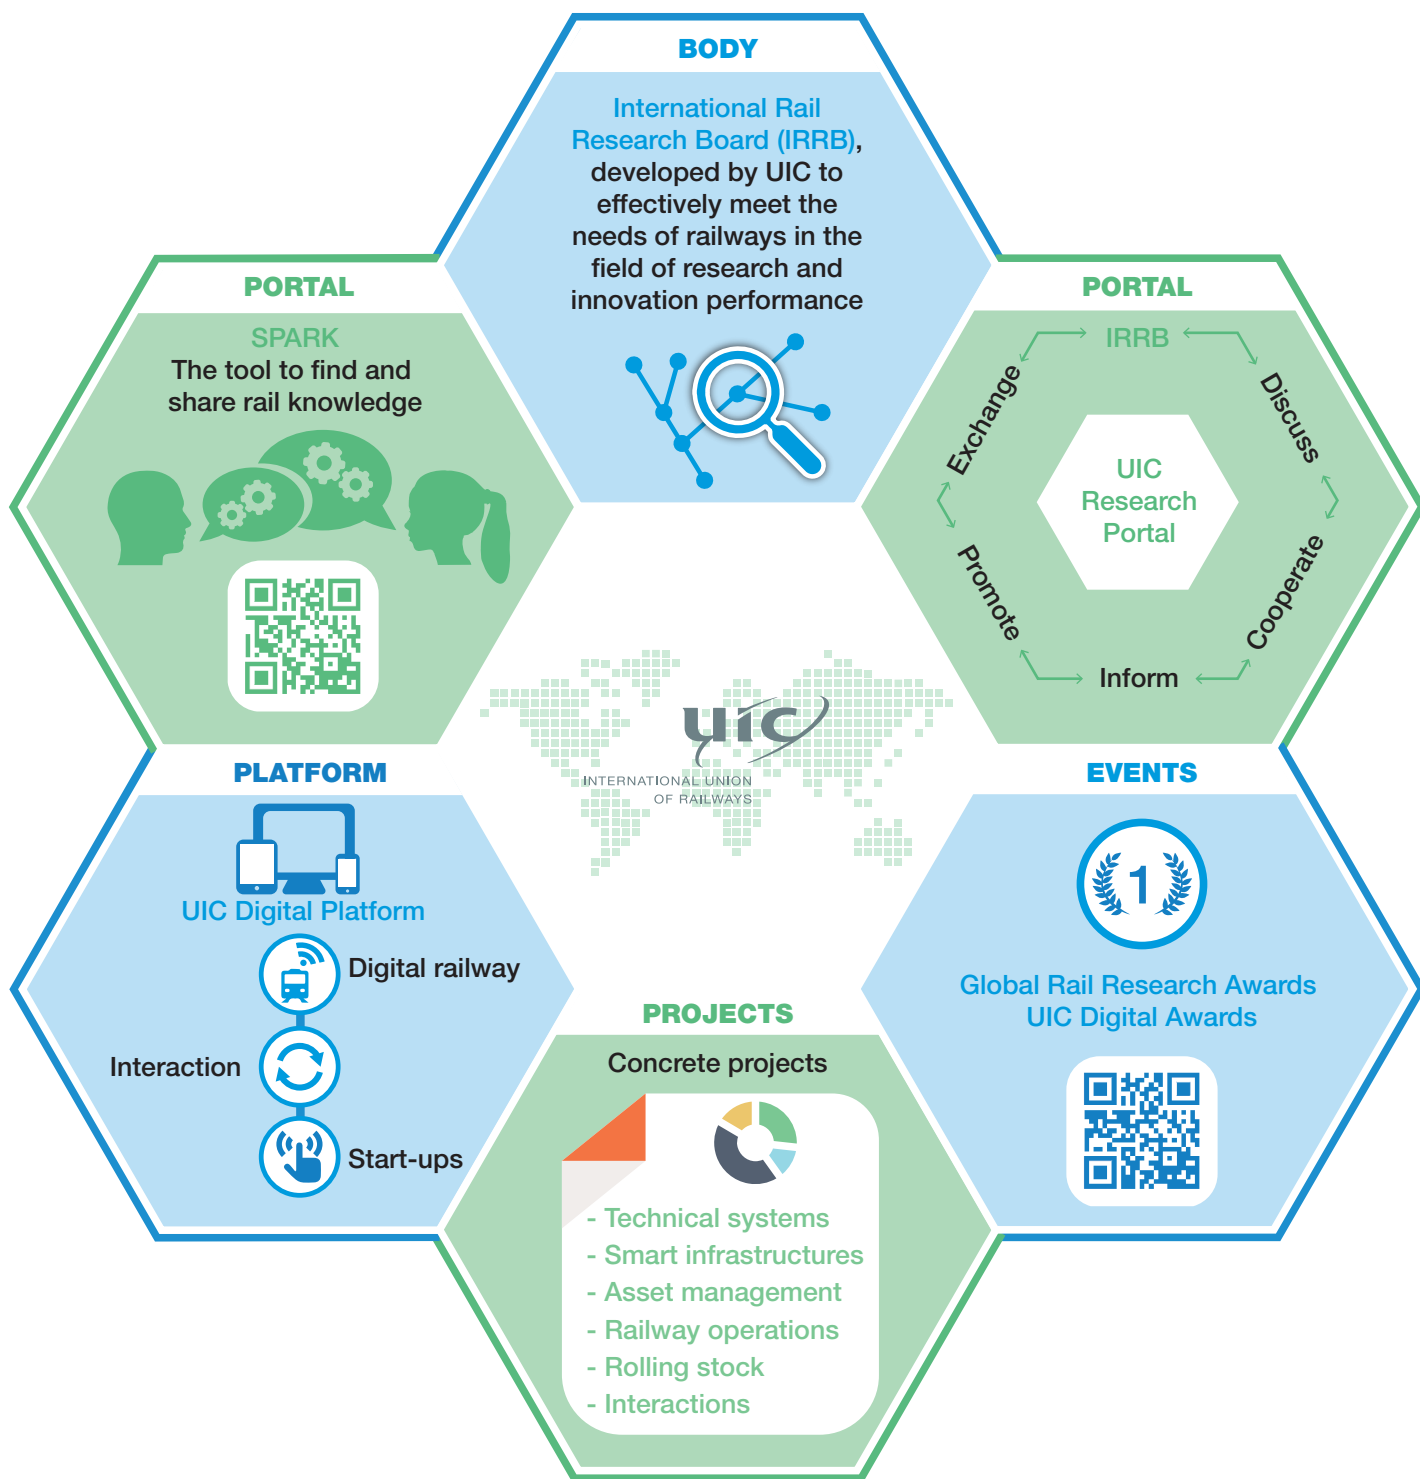 BODY
International Rail
Research Board (IRRB),
developed by UIC to
effectively meet the
needs of railways in the
field of research and
innovation performance
PORTAL
SPARK
The tool to find and
share rail knowledge
PORTAL
IRRB
Discuss
Cooperate
Inform
Promote
Exchange
UIC
Research
Portal
uic
INTERNATIONAL UNION
OF RAILWAYS
PLATFORM
UIC Digital Platform
Digital railway
Interaction
Start-ups
EVENTS
1
Global Rail Research Awards
UIC Digital Awards
PROJECTS
Concrete projects
- Technical systems
- Smart infrastructures
- Asset management
- Railway operations
- Rolling stock
- Interactions